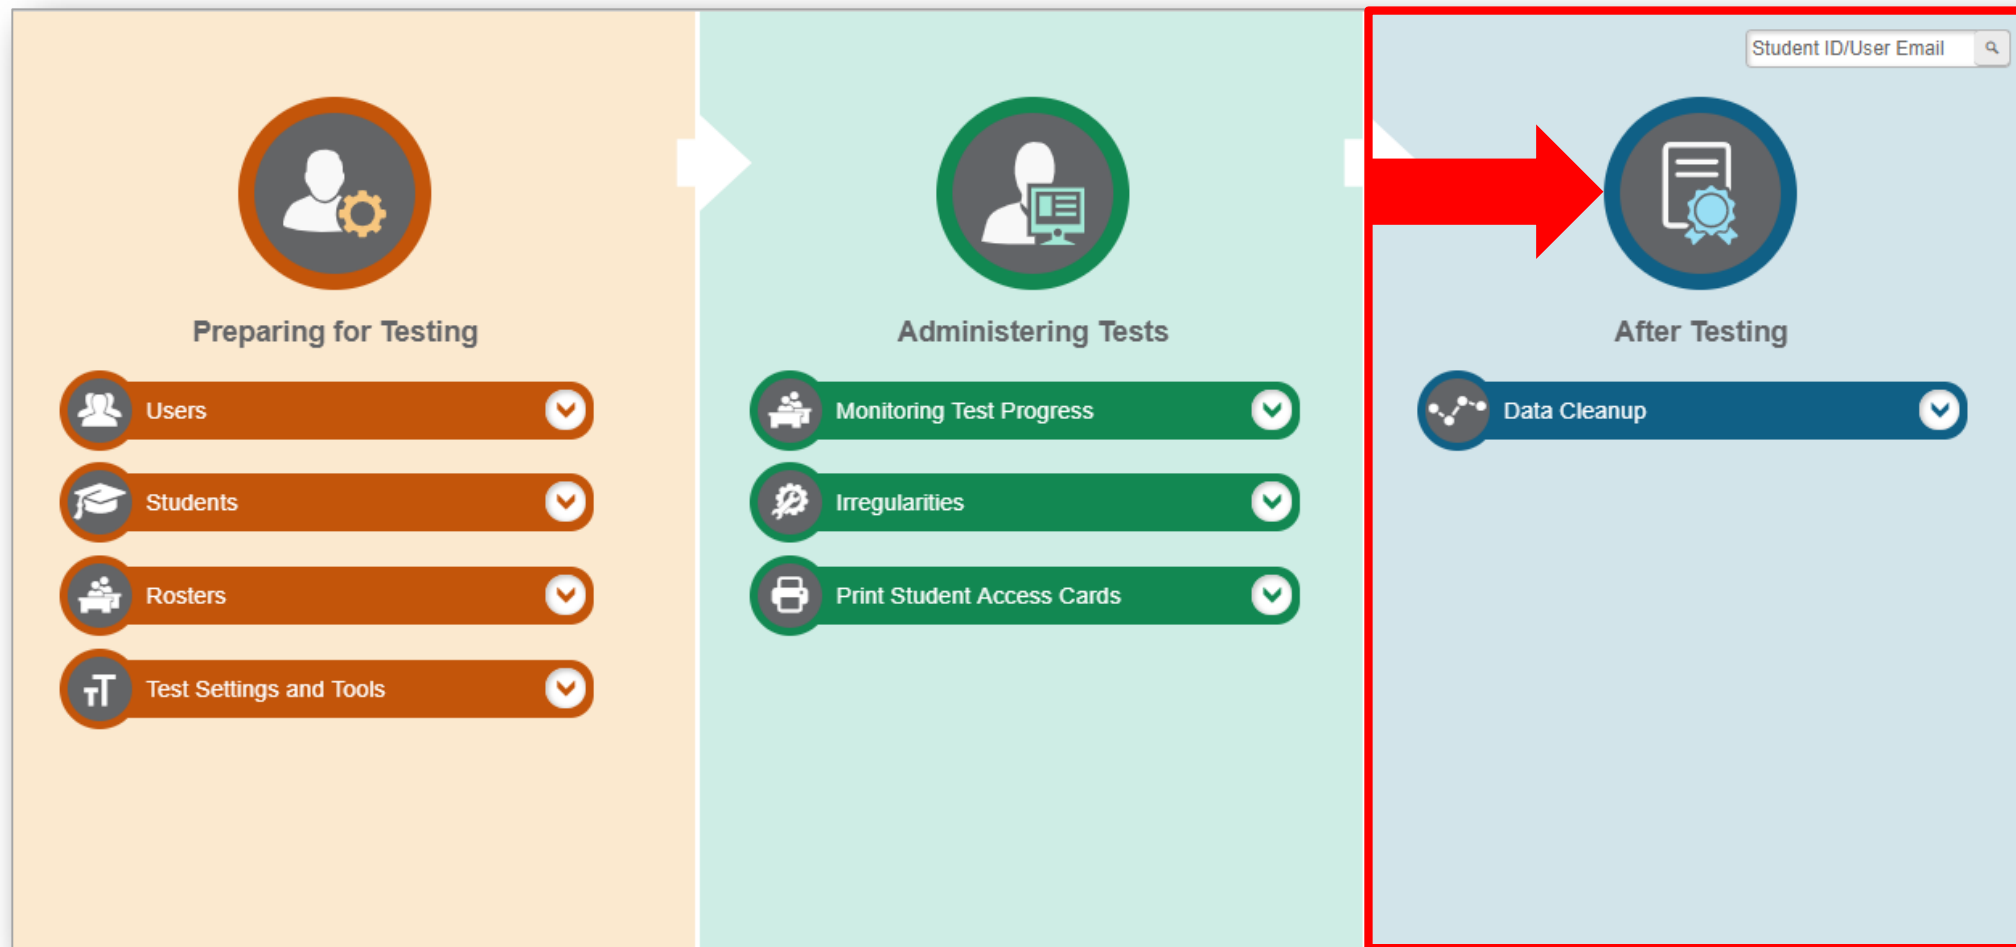 Student ID/User Email
Preparing for Testing
Users
Students
Rosters
Test Settings and Tools
Administering Tests
Monitoring Test Progress
Irregularities
Print Student Access Cards
After Testing
Data Cleanup